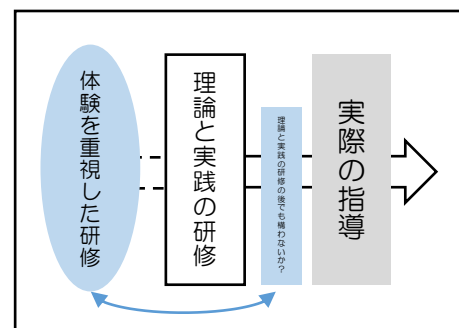 体験を重視した研修
理論と実践の研修
理論と実践の研修の後でも構わないか？
実際の指導